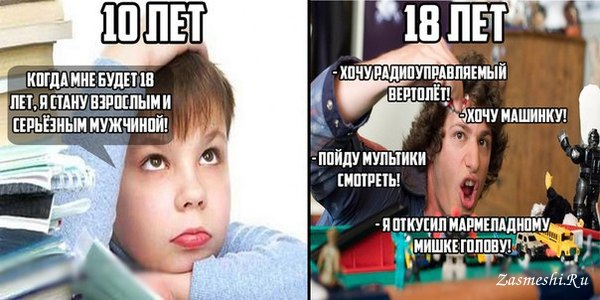 10 ЛЕТ
КОГДА МНЕ БУДЕТ 18
ЛЕТ, Я СТАНУ ВЗРОСЛЫМ И
СЕРЬЁЗНЫМ МУЖЧИНОЙ!
18 ЛЕТ
- ХОЧУ РАДИОУПРАВЛЯЕМЫЙ
ВЕРТОЛЁТ!
- ХОЧУ МАШИНКУ!
- ПОЙДУ МУЛЬТИКИ
СМОТРЕТЬ!
- Я ОТКУСИЛ МАРМЕЛАДНОМУ
МИШКЕ ГОЛОВУ!
Zasmeshi.Ru